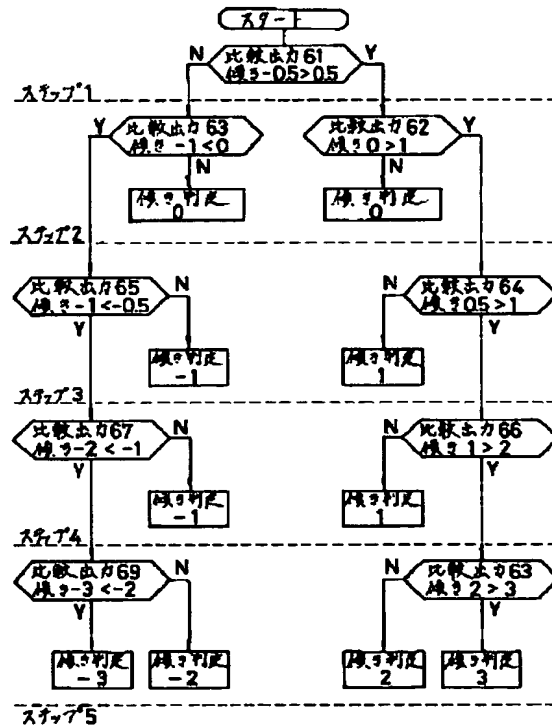 スタート
比較出力61
傾き-0.5>0.5
N
Y
ステップ1
比較出力63
傾き-1<0
Y
N
比較出力62
傾き0>1
Y
N
傾き判定
0
傾き判定
0
ステップ2
比較出力65
傾き-1<-0.5
N
Y
比較出力64
傾き0.5>1
N
Y
傾き判定
-1
傾き判定
1
ステップ3
比較出力67
傾き-2<-1
N
Y
比較出力66
傾き1>2
N
Y
傾き判定
-1
傾き判定
1
ステップ4
比較出力69
傾き-3<-2
N
Y
比較出力63
傾き2>3
N
Y
傾き判定
-3
傾き判定
-2
傾き判定
2
傾き判定
3
ステップ5